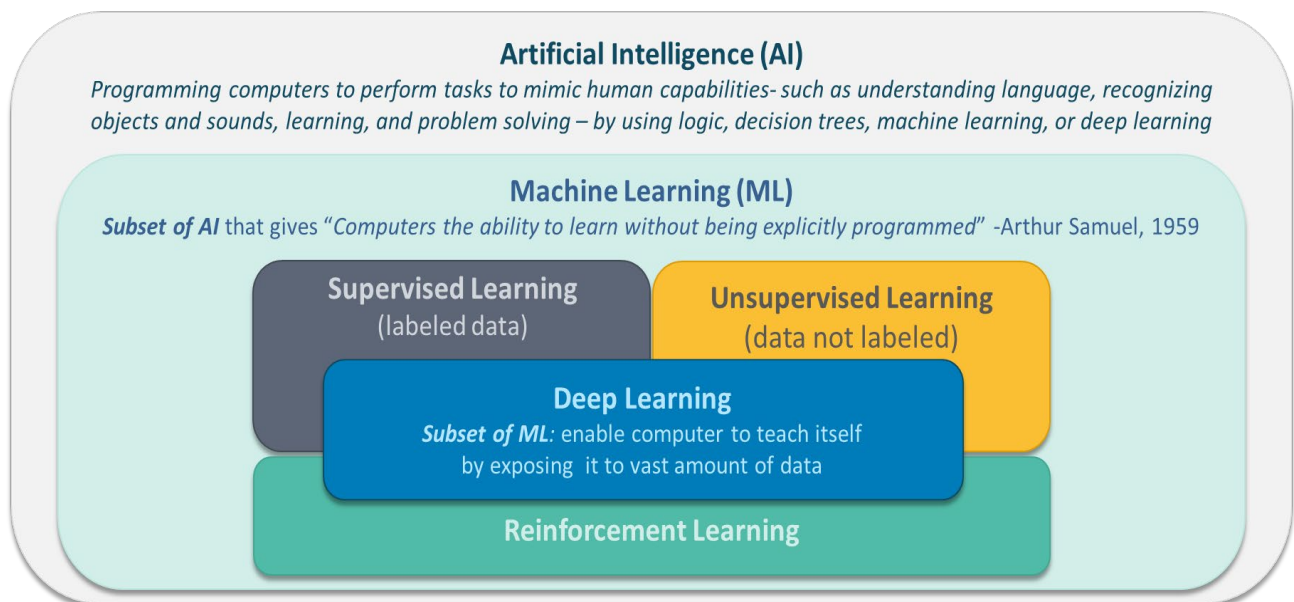 Artificial Intelligence (AI)
Programming computers to perform tasks to mimic human capabilities- such as understanding language, recognizing
objects and sounds, learning, and problem solving – by using logic, decision trees, machine learning, or deep learning
Machine Learning (ML)
Subset of AI that gives “Computers the ability to learn without being explicitly programmed” -Arthur Samuel, 1959
Supervised Learning
(labeled data)
Unsupervised Learning
(data not labeled)
Deep Learning
Subset of ML: enable computer to teach itself
by exposing it to vast amount of data
Reinforcement Learning